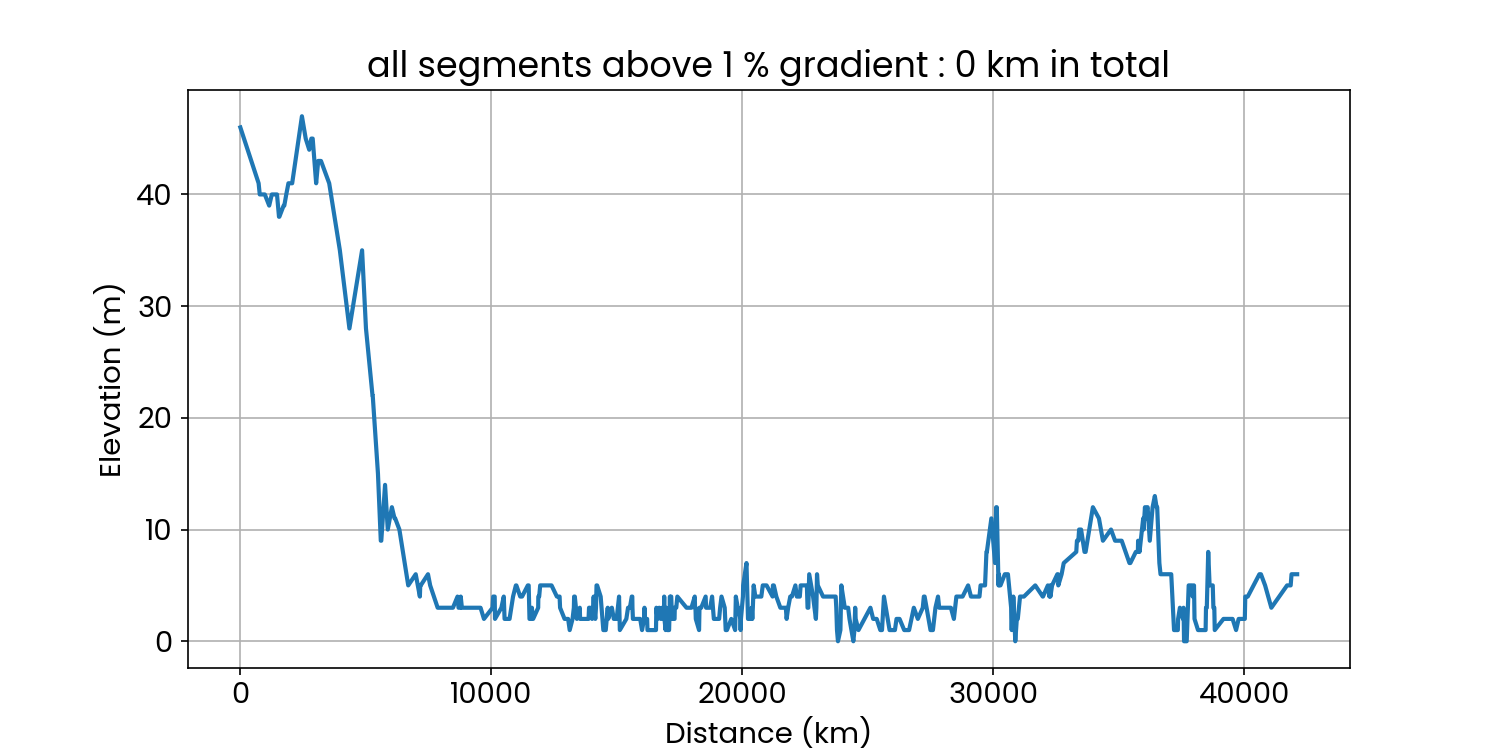 all segments above 1 % gradient : 0 km in total
Elevation (m)
40
30
20
10
0
0 10000 20000 30000 40000
Distance (km)